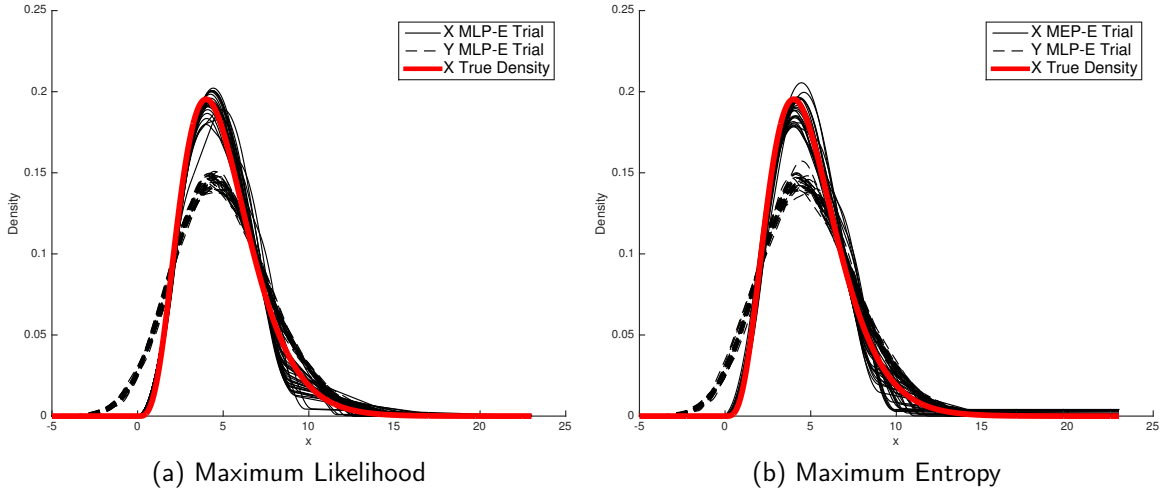 0.25
0.2
0.15
0.1
0.05
0
-5
0
5
10
15
20
25
Density
x
X MLP-E Trial
Y MLP-E Trial
X True Density
(a) Maximum Likelihood
0.25
0.2
0.15
0.1
0.05
0
-5
0
5
10
15
20
25
Density
x
X MEP-E Trial
Y MLP-E Trial
X True Density
(b) Maximum Entropy